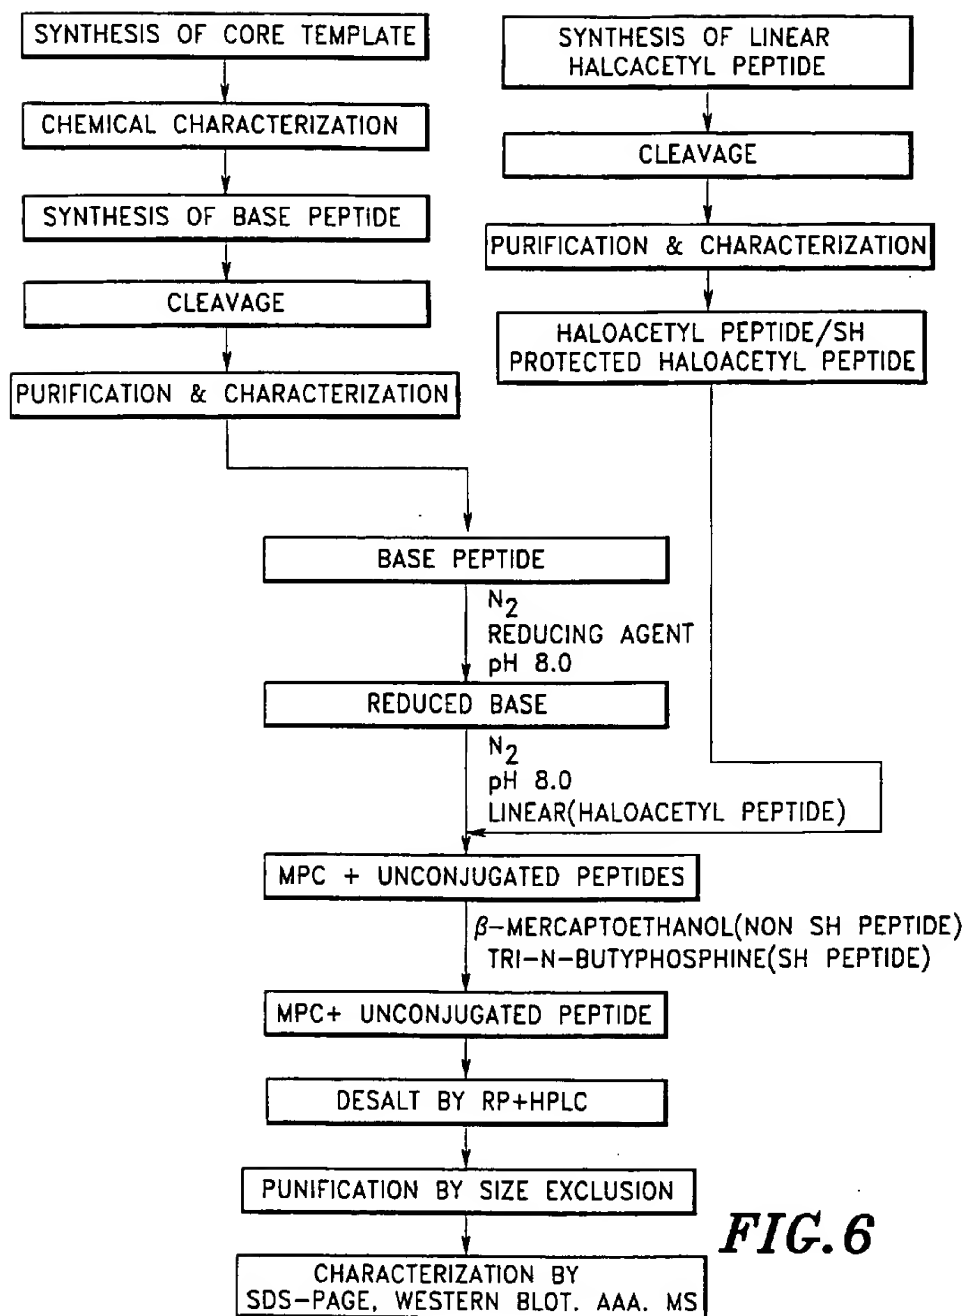 SYNTHESIS OF CORE TEMPLATE
CHEMICAL CHARACTERIZATION
SYNTHESIS OF BASE PEPTIDE
CLEAVAGE
PURIFICATION & CHARACTERIZATION
SYNTHESIS OF LINEAR
HALCACETYL PEPTIDE
CLEAVAGE
PURIFICATION & CHARACTERIZATION
HALOACETYL PEPTIDE/SH
PROTECTED HALOACETYL PEPTIDE
BASE PEPTIDE
N2
REDUCING AGENT
pH 8.0
REDUCED BASE
N2
pH 8.0
LINEAR(HALOACETYL PEPTIDE)
MPC + UNCONJUGATED PEPTIDES
β-MERCAPTOETHANOL(NON SH PEPTIDE)
TRI-N-BUTYPHOSPHINE(SH PEPTIDE)
MPC+ UNCONJUGATED PEPTIDE
DESALT BY RP+HPLC
PUNIFICATION BY SIZE EXCLUSION
CHARACTERIZATION BY
SDS-PAGE, WESTERN BLOT. AAA. MS
FIG.6